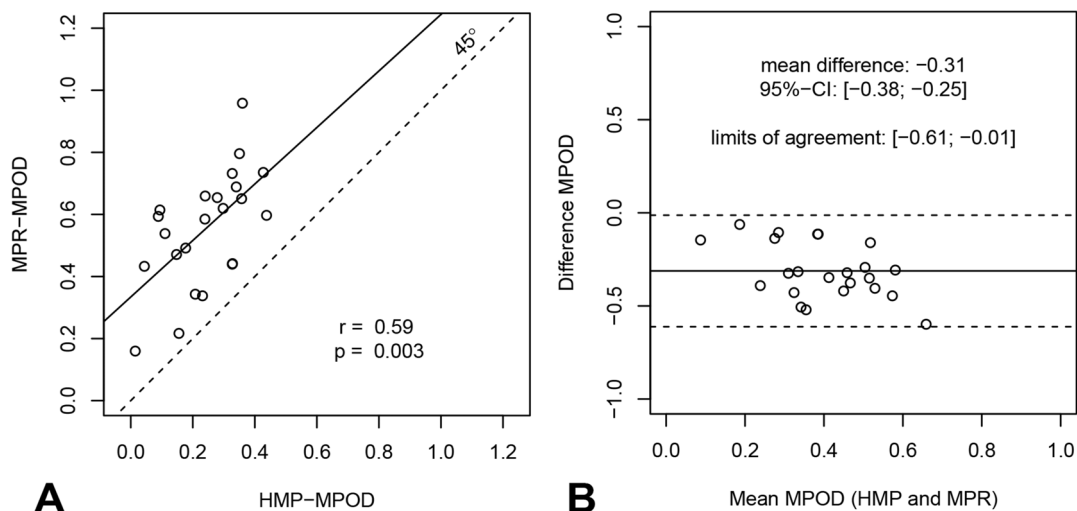 1.2
1.0
0.8
0.6
0.4
0.2
0.0
MPR−MPOD
45°
r = 0.59
p = 0.003
0.0 0.2 0.4 0.6 0.8 1.0 1.2
HMP−MPOD
A
1.0
0.5
0.0
−0.5
−1.0
Difference MPOD
mean difference: −0.31
95%−CI: [−0.38; −0.25]
limits of agreement: [−0.61; −0.01]
0.0 0.2 0.4 0.6 0.8 1.0
Mean MPOD (HMP and MPR)
B